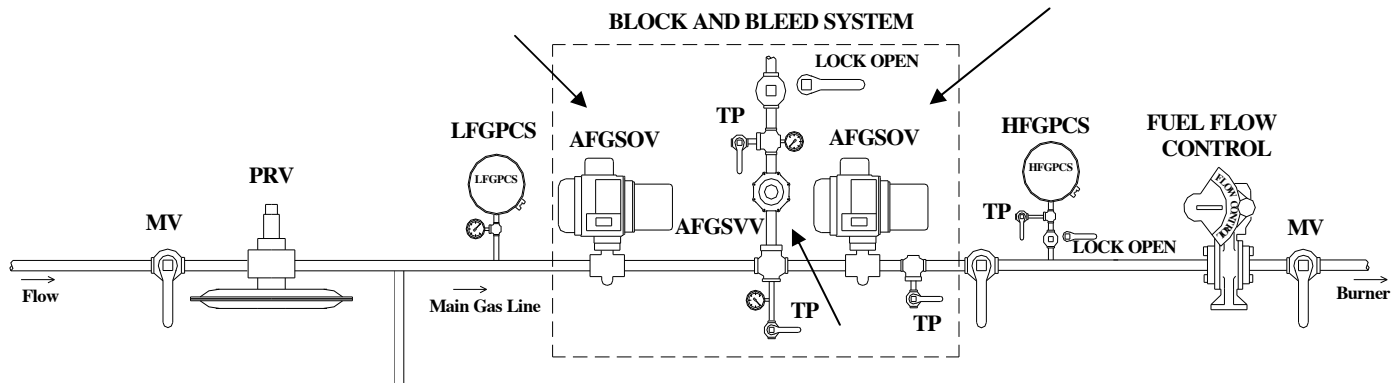 BLOCK AND BLEED SYSTEM
LOCK OPEN
TP
LFGPCS
AFGSOV
AFGSOV
HFGPCS
FUEL FLOW
CONTROL
PRV
LFGPCS
HFGPCS
FLOW CONTROL
MV
AFGSVV
TP
LOCK OPEN
MV
Flow
Main Gas Line
TP
TP
Burner